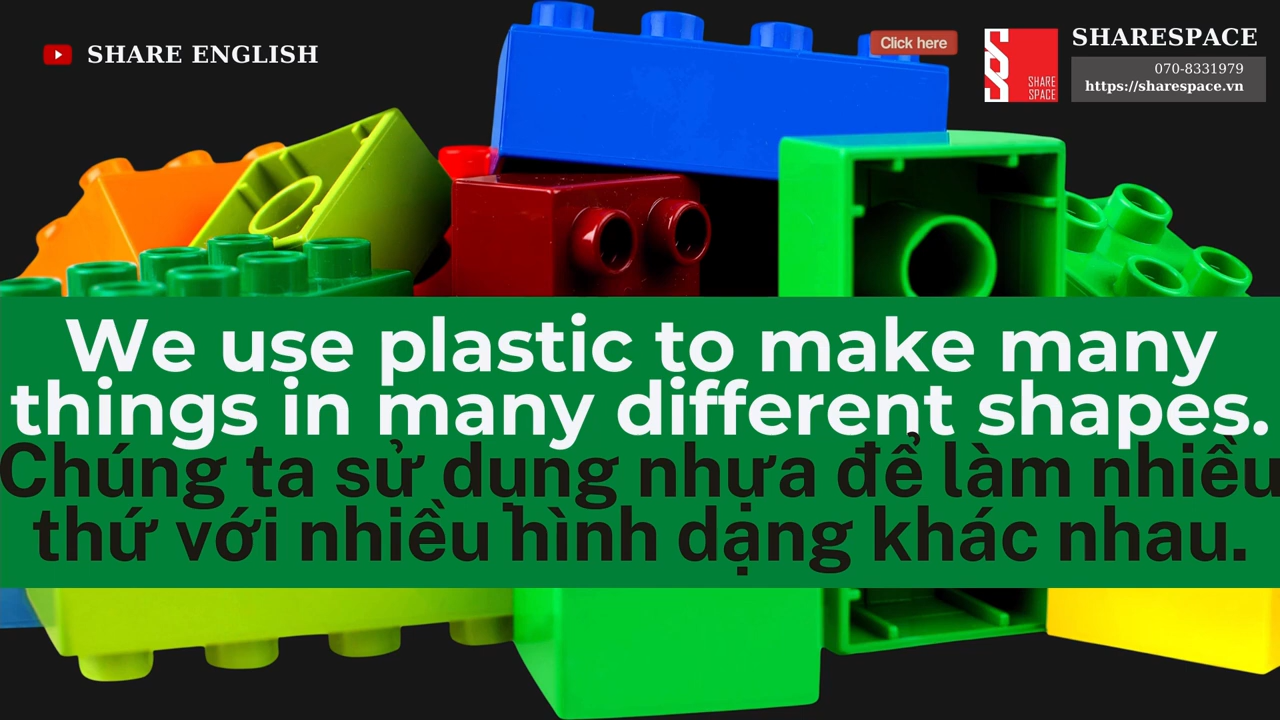 SHARE ENGLISH
Click here
SHARE
SPACE
SHARESPACE
070-8331979
https://sharespace.vn
We use plastic to make many
things in many different shapes.
Chúng ta sử dụng nhựa để làm nhiều
thứ với nhiều hình dạng khác nhau.